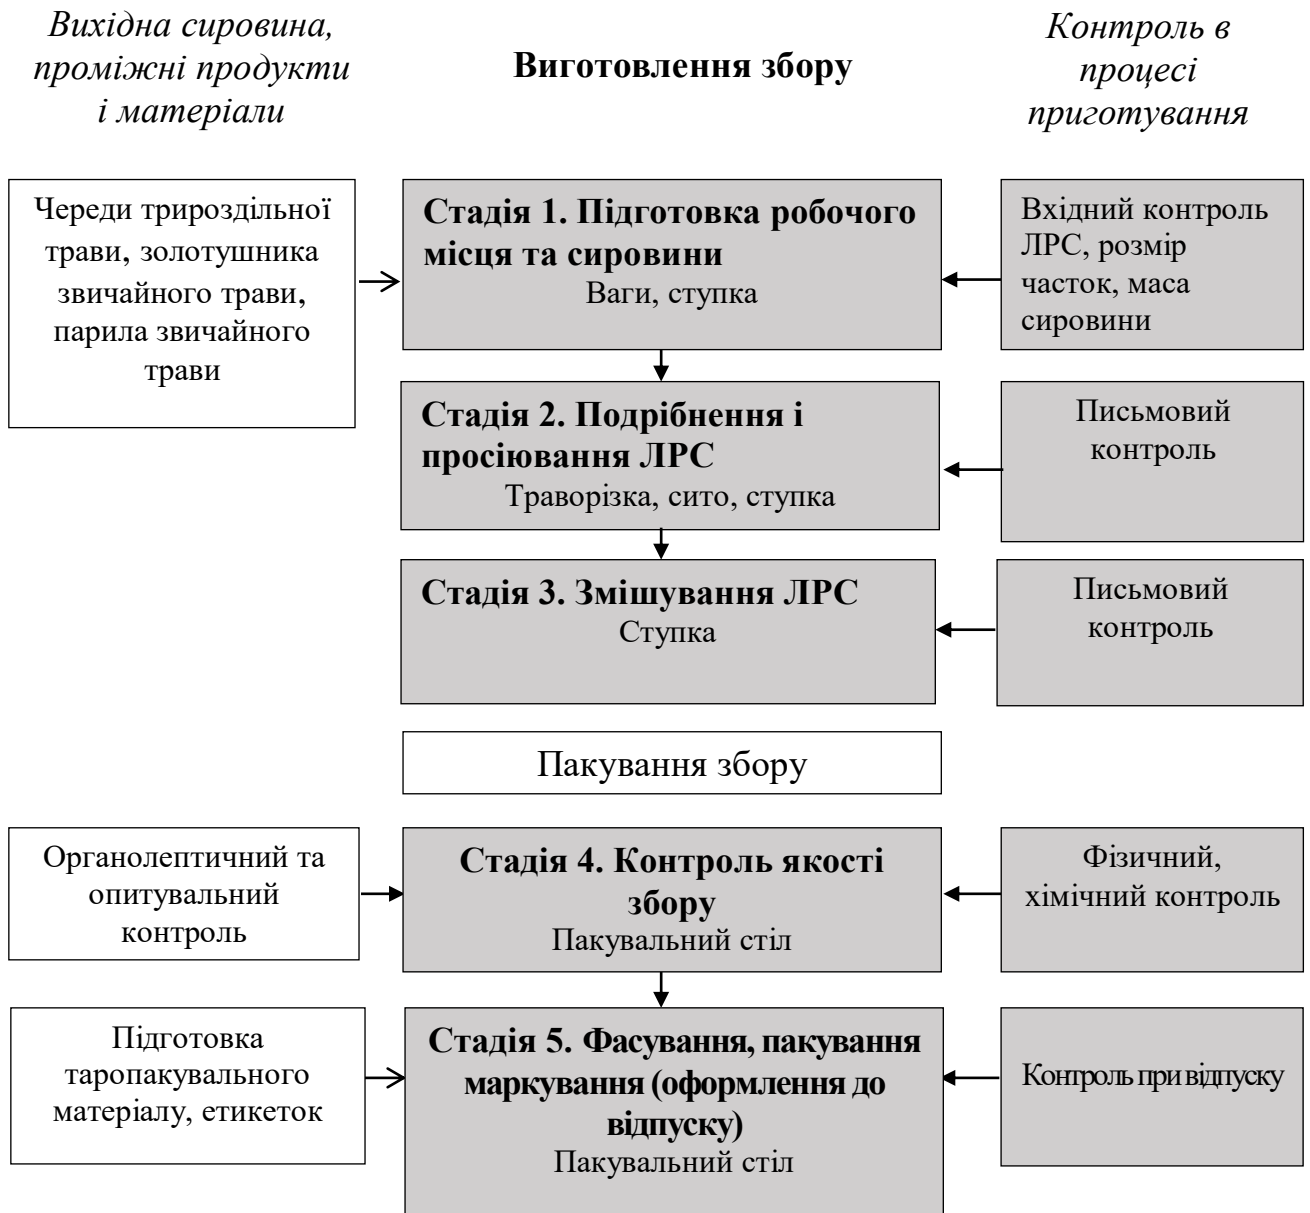 Вихідна сировина,
проміжні продукти
і матеріали
Виготовлення збору
Контроль в
процесі
приготування
Череди трироздільної
трави, золотушника
звичайного трави,
парила звичайного
трави
Стадія 1. Підготовка робочого
місця та сировини
Ваги, ступка
Вхідний контроль
ЛРС, розмір
часток, маса
сировини
Стадія 2. Подрібнення і
просіювання ЛРС
Траворізка, сито, ступка
Письмовий
контроль
Стадія 3. Змішування ЛРС
Ступка
Письмовий
контроль
Пакування збору
Органолептичний та
опитувальний
контроль
Стадія 4. Контроль якості
збору
Пакувальний стіл
Фізичний,
хімічний контроль
Підготовка
таропакувального
матеріалу, етикеток
Стадія 5. Фасування, пакування
маркування (оформлення до
відпуску)
Пакувальний стіл
Контроль при відпуску